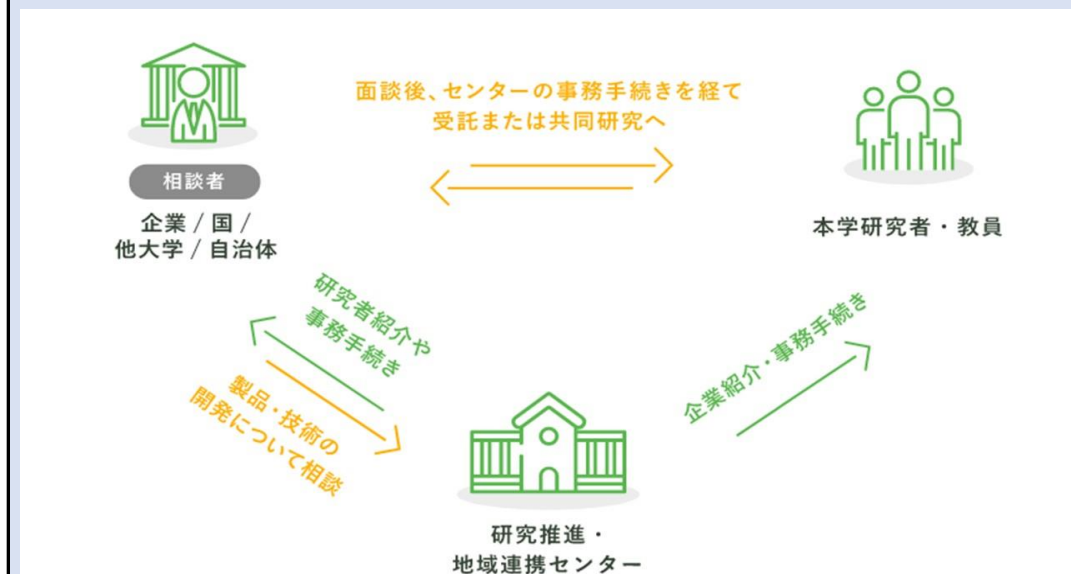 面談後、センターの事務手続きを経て
受託または共同研究へ
相談者
企業 / 国 /
他大学 / 自治体
本学研究者・教員
研究者紹介や
事務手続き
製品・技術の
開発について相談
企業紹介・事務手続き
研究推進・
地域連携センター